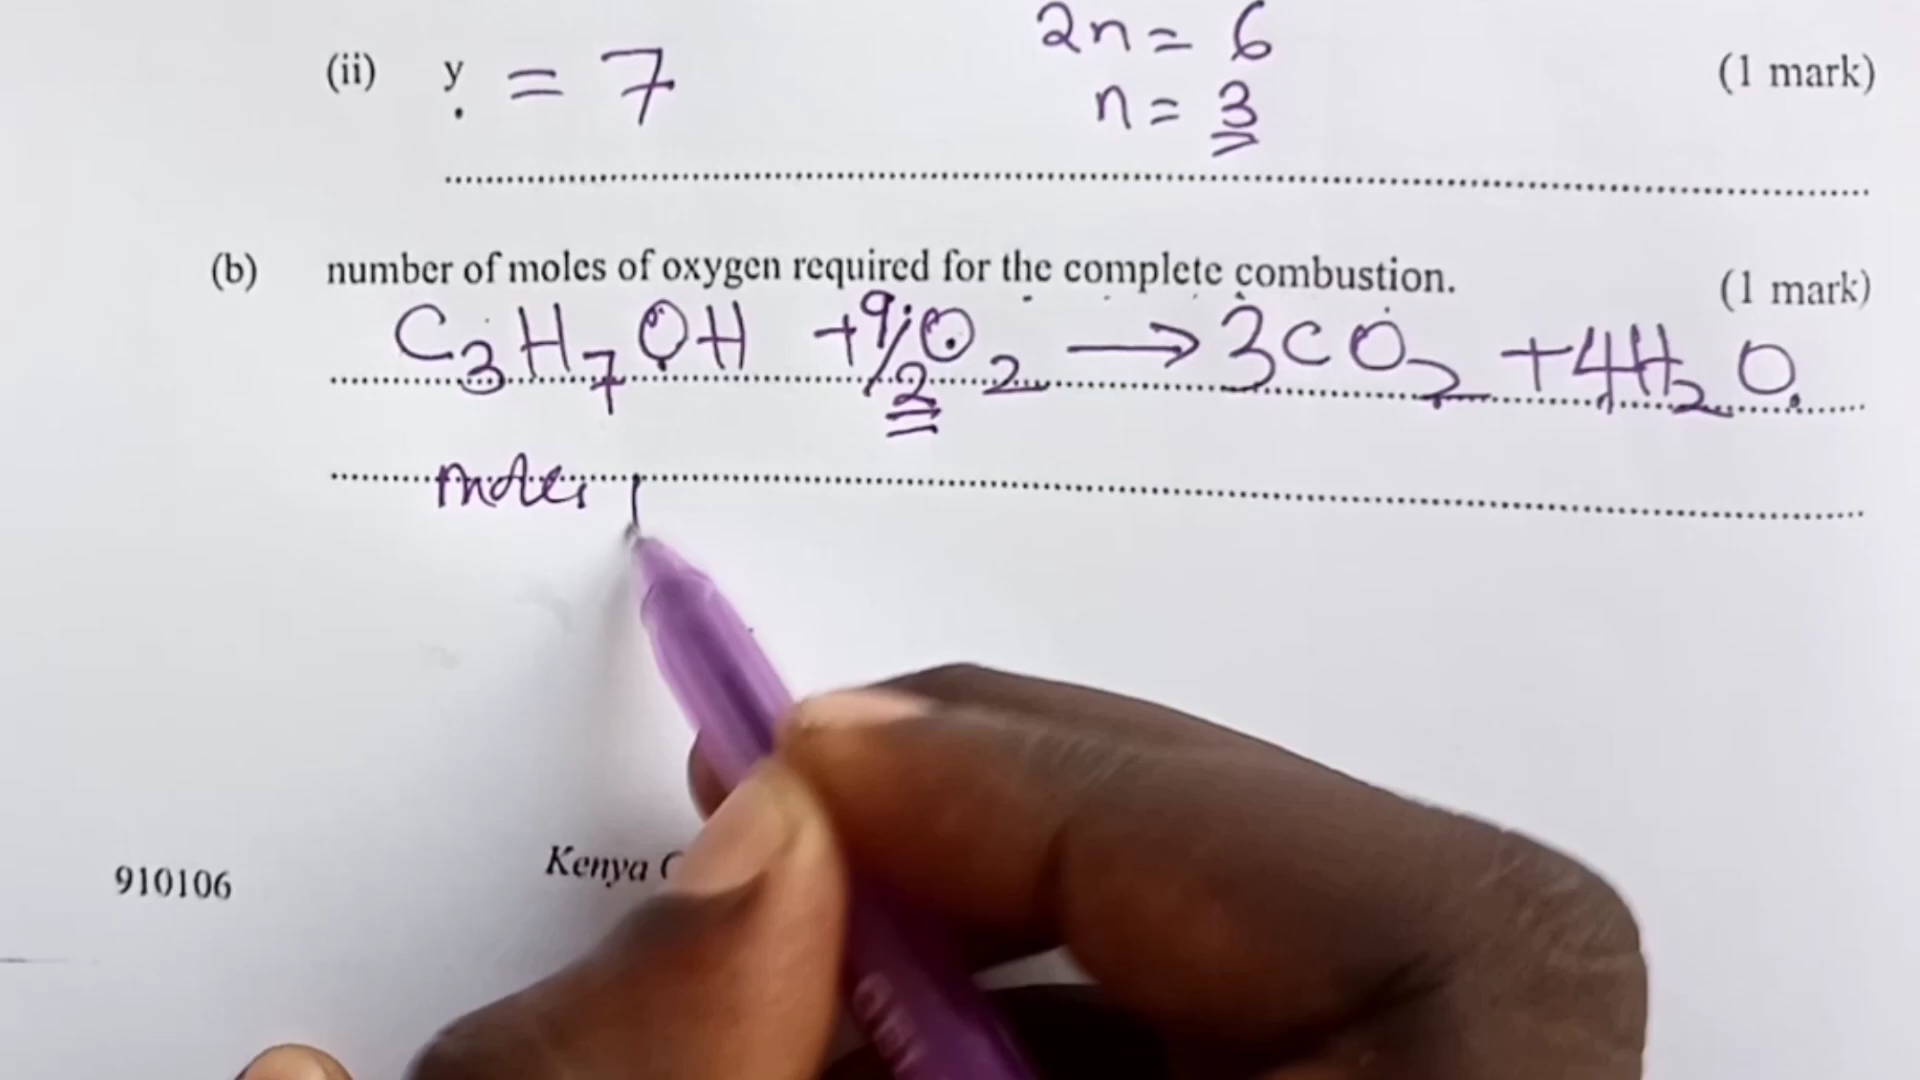 2n = 6
(ii) y = 7 (1 mark)
n = 3
(b) number of moles of oxygen required for the complete combustion. (1 mark)
C₃H₇OH + 9/2 O₂ → 3CO₂ + 4H₂O
moles
910106 Kenya